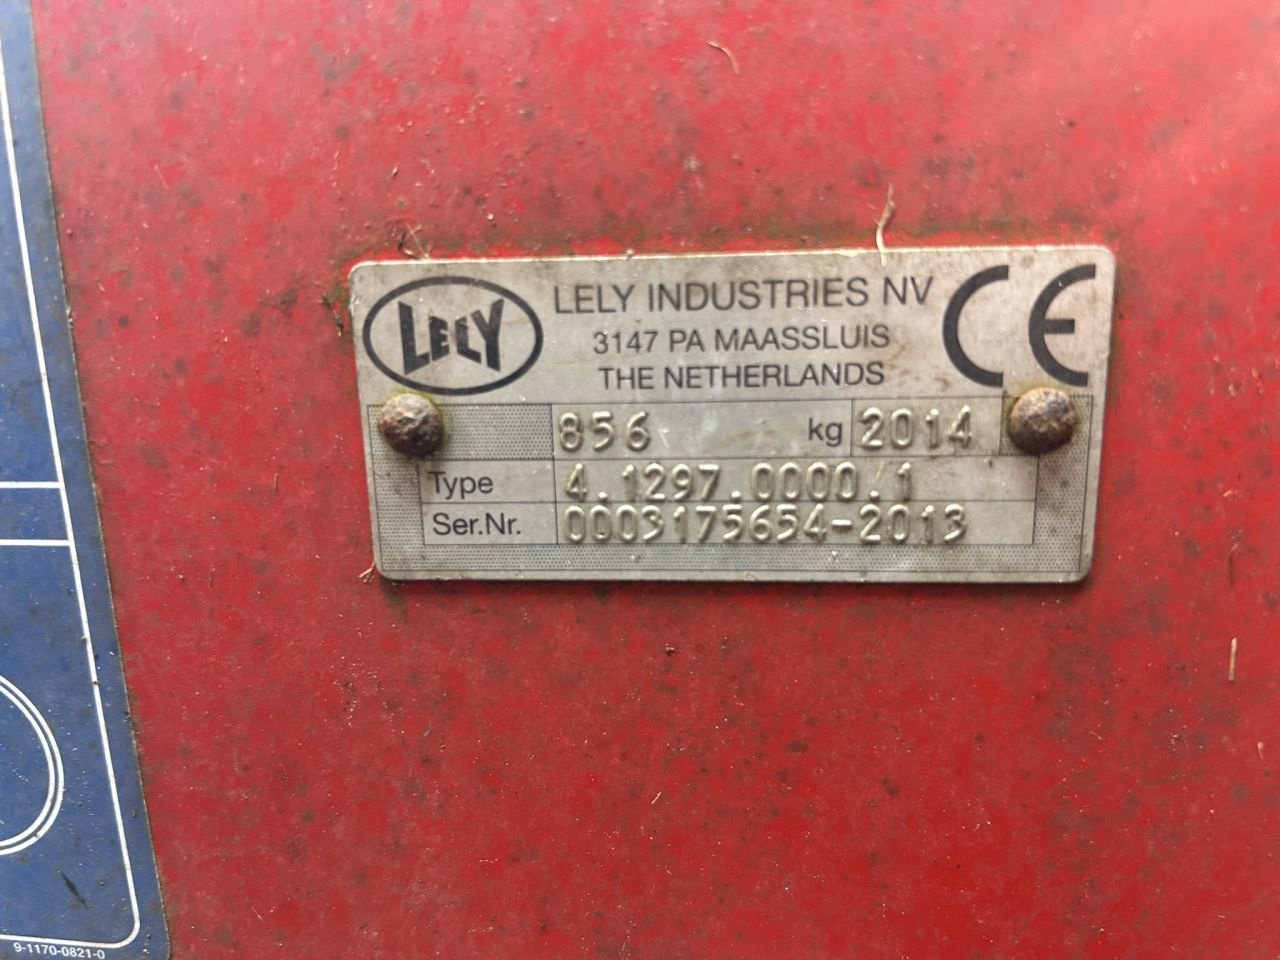 LELY
LELY INDUSTRIES NV
3147 PA MAASSLUIS
THE NETHERLANDS
CE
856 kg 2014
Type 4.1297.0000/1
Ser.Nr. 0003175654-2013
9-1170-0821-0